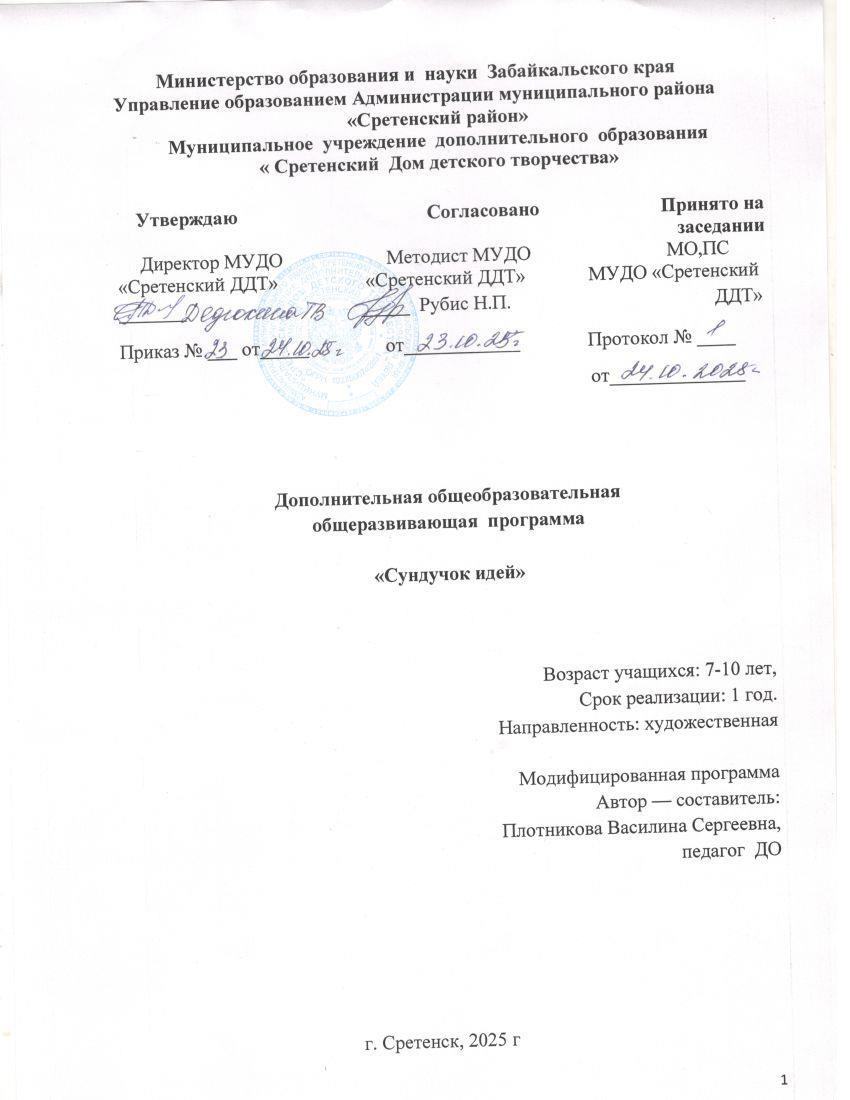 Министерство образования и науки Забайкальского края
Управление образованием Администрации муниципального района
«Сретенский район»
Муниципальное учреждение дополнительного образования
« Сретенский Дом детского творчества»
Утверждаю
Директор МУДО
«Сретенский ДДТ»
Дедюхина ТВ
Приказ № 23 от 24.10.25 г
Согласовано
Методист МУДО
«Сретенский ДДТ»
Рубис Н.П.
от 23.10.25г
Принято на
заседании
МО,ПС
МУДО «Сретенский
ДДТ»
Протокол № 1
от 24.10.2025 г
Дополнительная общеобразовательная
общеразвивающая программа
«Сундучок идей»
Возраст учащихся: 7-10 лет,
Срок реализации: 1 год.
Направленность: художественная
Модифицированная программа
Автор — составитель:
Плотникова Василина Сергеевна,
педагог ДО
г. Сретенск, 2025 г
1